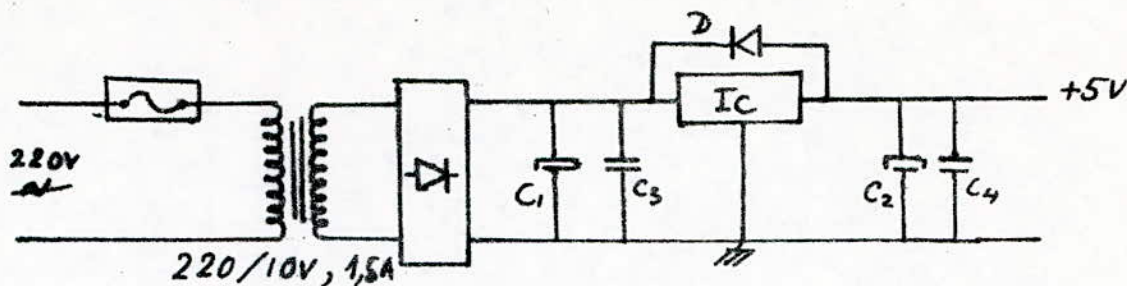 D
IC
+5V
220V
C1
C3
C2
C4
220/10V, 1,5A